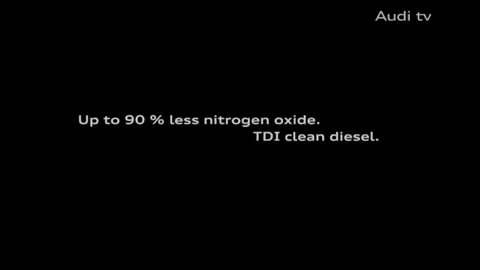 Audi tv
Up to 90 % less nitrogen oxide.
TDI clean diesel.